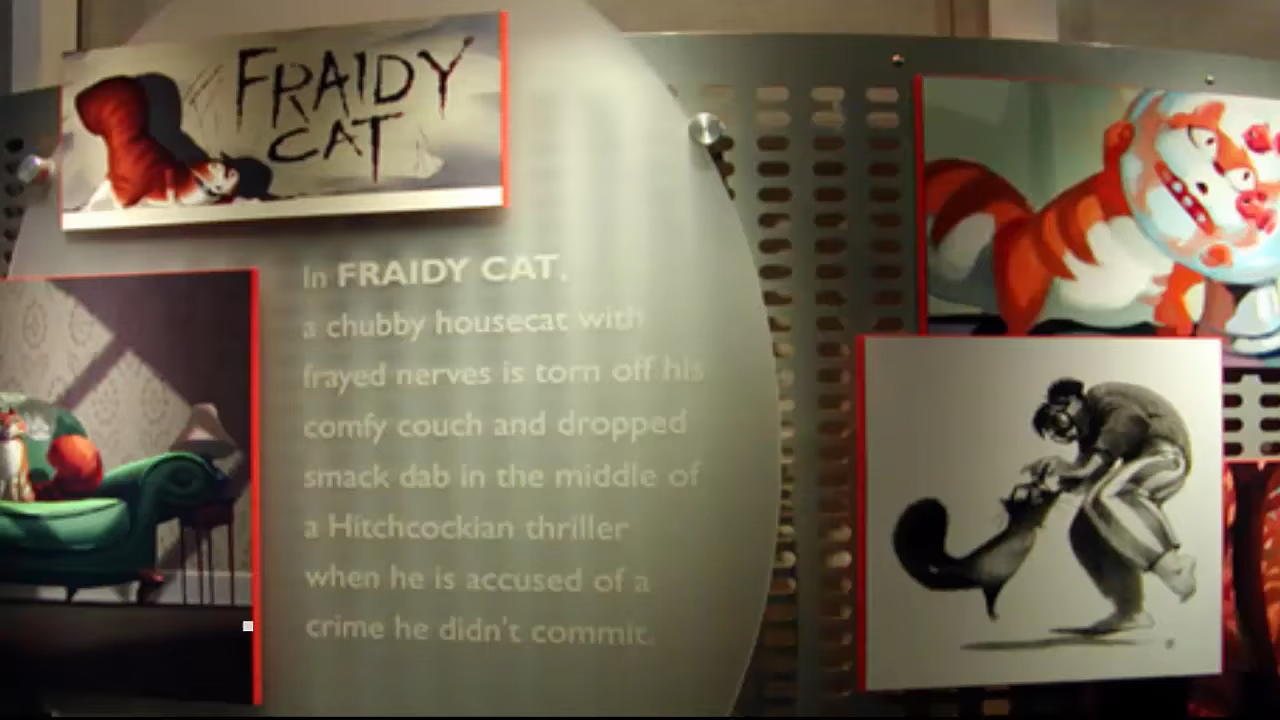 FRAIDY
CAT
In FRAIDY CAT,
a chubby housecat with
frayed nerves is torn off his
comfy couch and dropped
smack dab in the middle of
a Hitchcockian thriller
when he is accused of a
crime he didn't commit.